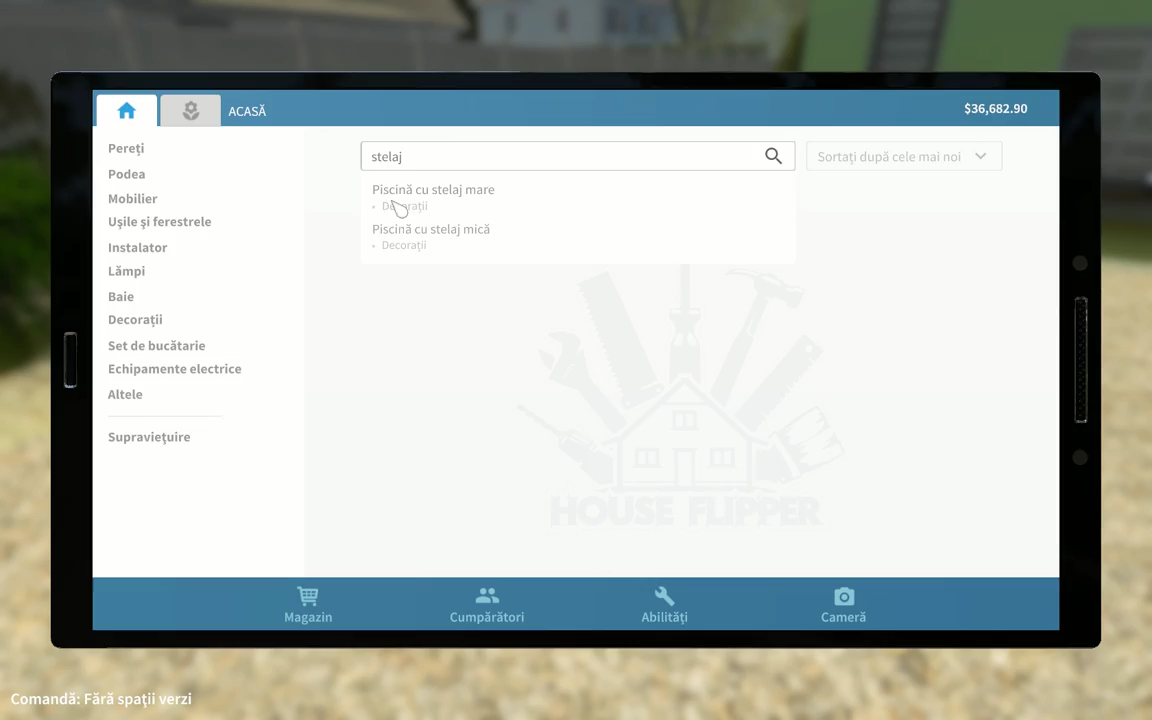 ACASĂ
$36,682.90
Pereți
Podea
Mobilier
Ușile și ferestrele
Instalator
Lămpi
Baie
Decorații
Set de bucătarie
Echipamente electrice
Altele
Supraviețuire
stelaj
Sortați după cele mai noi
Piscină cu stelaj mare
• Decorații
Piscină cu stelaj mică
• Decorații
HOUSE FLIPPER
Magazin
Cumpărători
Abilități
Cameră
Comandă: Fără spații verzi